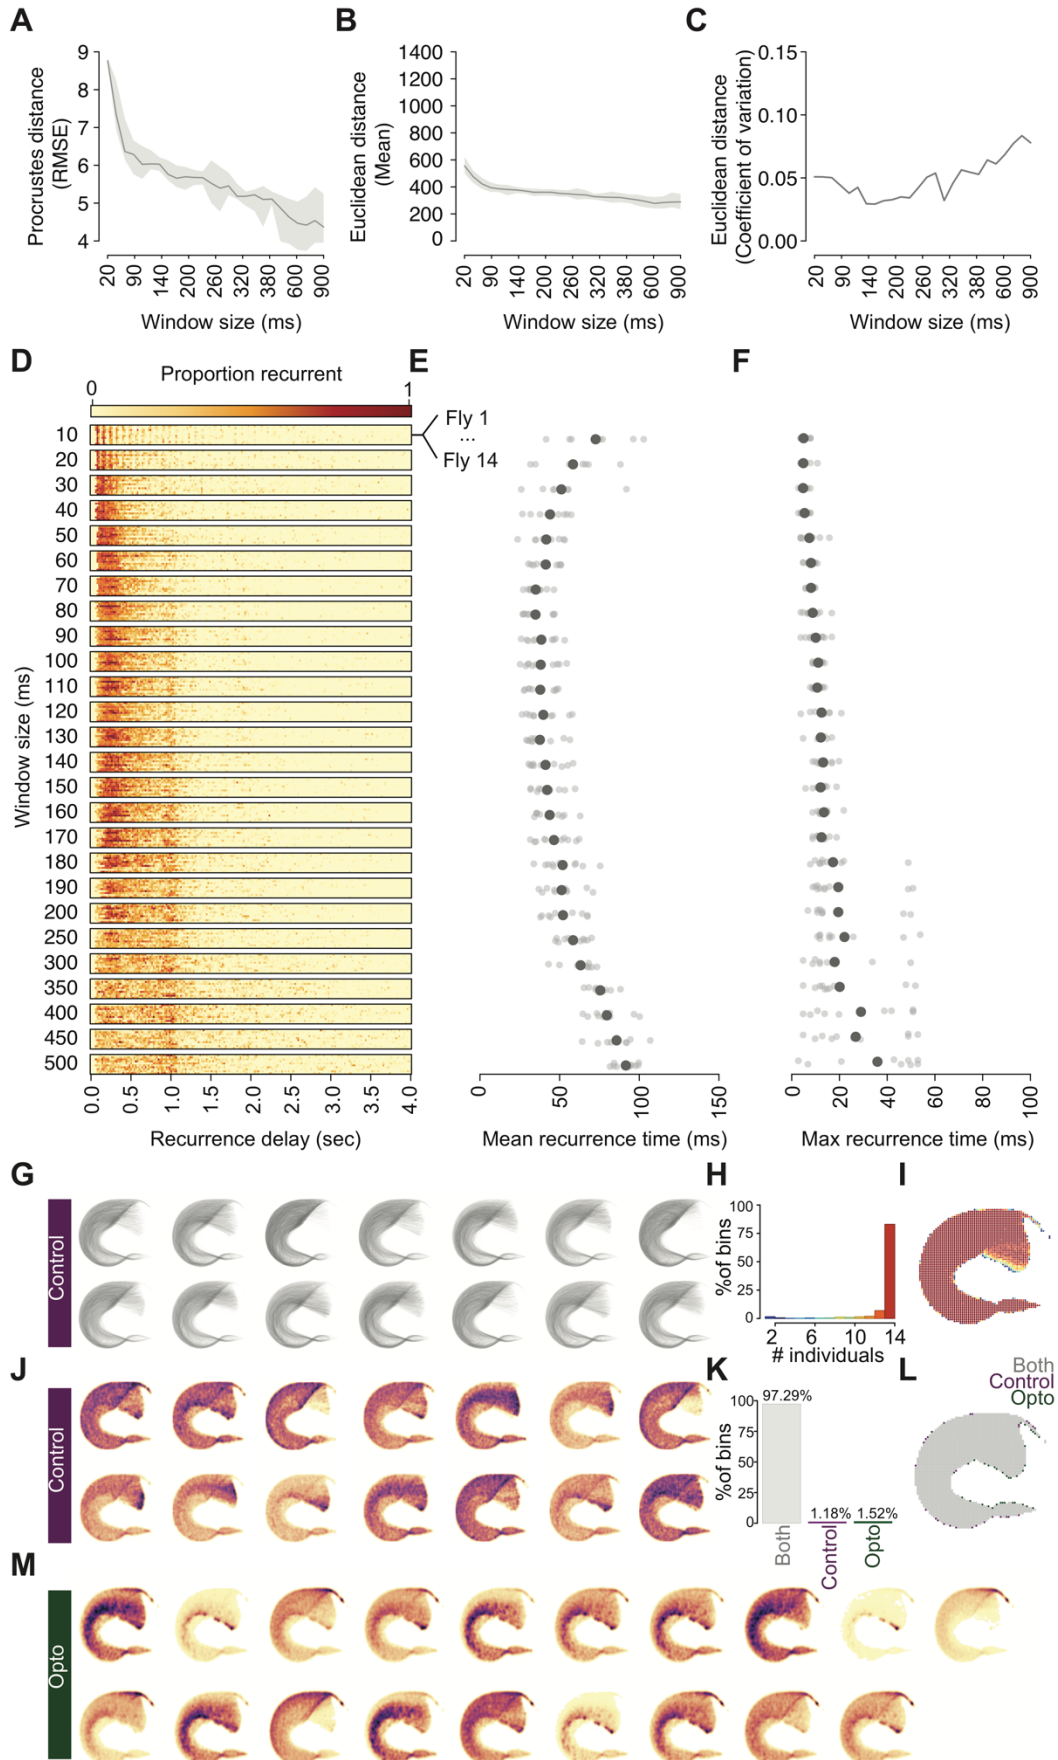 A
B
C
Procrustes distance
(RMSE)
9
8
7
6
5
4
20
90
140
200
260
320
380
600
900
Window size (ms)
Euclidean distance
(Mean)
1400
1200
1000
800
600
400
200
0
20
90
140
200
260
320
380
600
900
Window size (ms)
Euclidean distance
(Coefficient of variation)
0.15
0.10
0.05
0.00
20
90
140
200
260
320
380
600
900
Window size (ms)
D
E
F
Proportion recurrent
0
1
Fly 1
...
Fly 14
Window size (ms)
10
20
30
40
50
60
70
80
90
100
110
120
130
140
150
160
170
180
190
200
250
300
350
400
450
500
0.0
0.5
1.0
1.5
2.0
2.5
3.0
3.5
4.0
Recurrence delay (sec)
0
50
100
150
Mean recurrence time (ms)
0
20
40
60
80
100
Max recurrence time (ms)
G
Control
H
% of bins
100
75
50
25
0
2
6
10
14
# individuals
I
J
Control
K
% of bins
100
75
50
25
0
97.29%
1.18%
1.52%
Both
Control
Opto
L
Both
Control
Opto
M
Opto